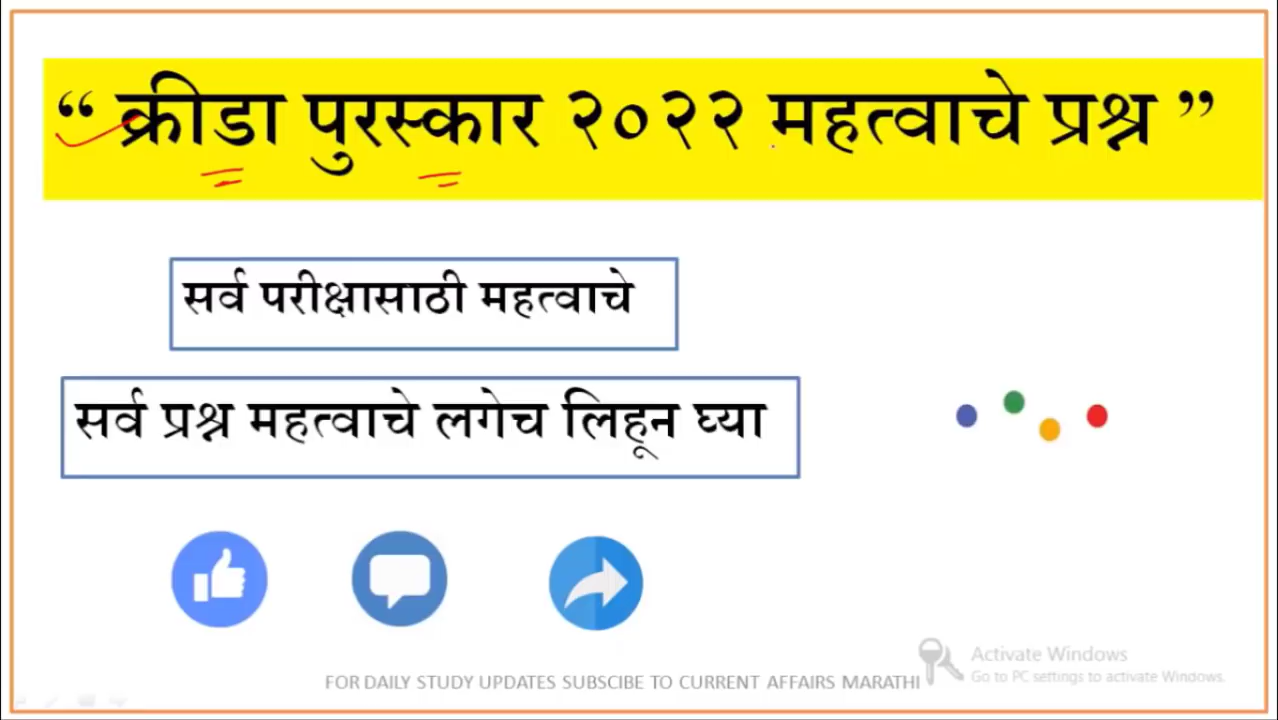 “ क्रीडा पुरस्कार २०२२ महत्वाचे प्रश्न ”
सर्व परीक्षासाठी महत्वाचे
सर्व प्रश्न महत्वाचे लगेच लिहून घ्या
FOR DAILY STUDY UPDATES SUBSCIBE TO CURRENT AFFAIRS MARATHI
Activate Windows
Go to PC settings to activate Windows.